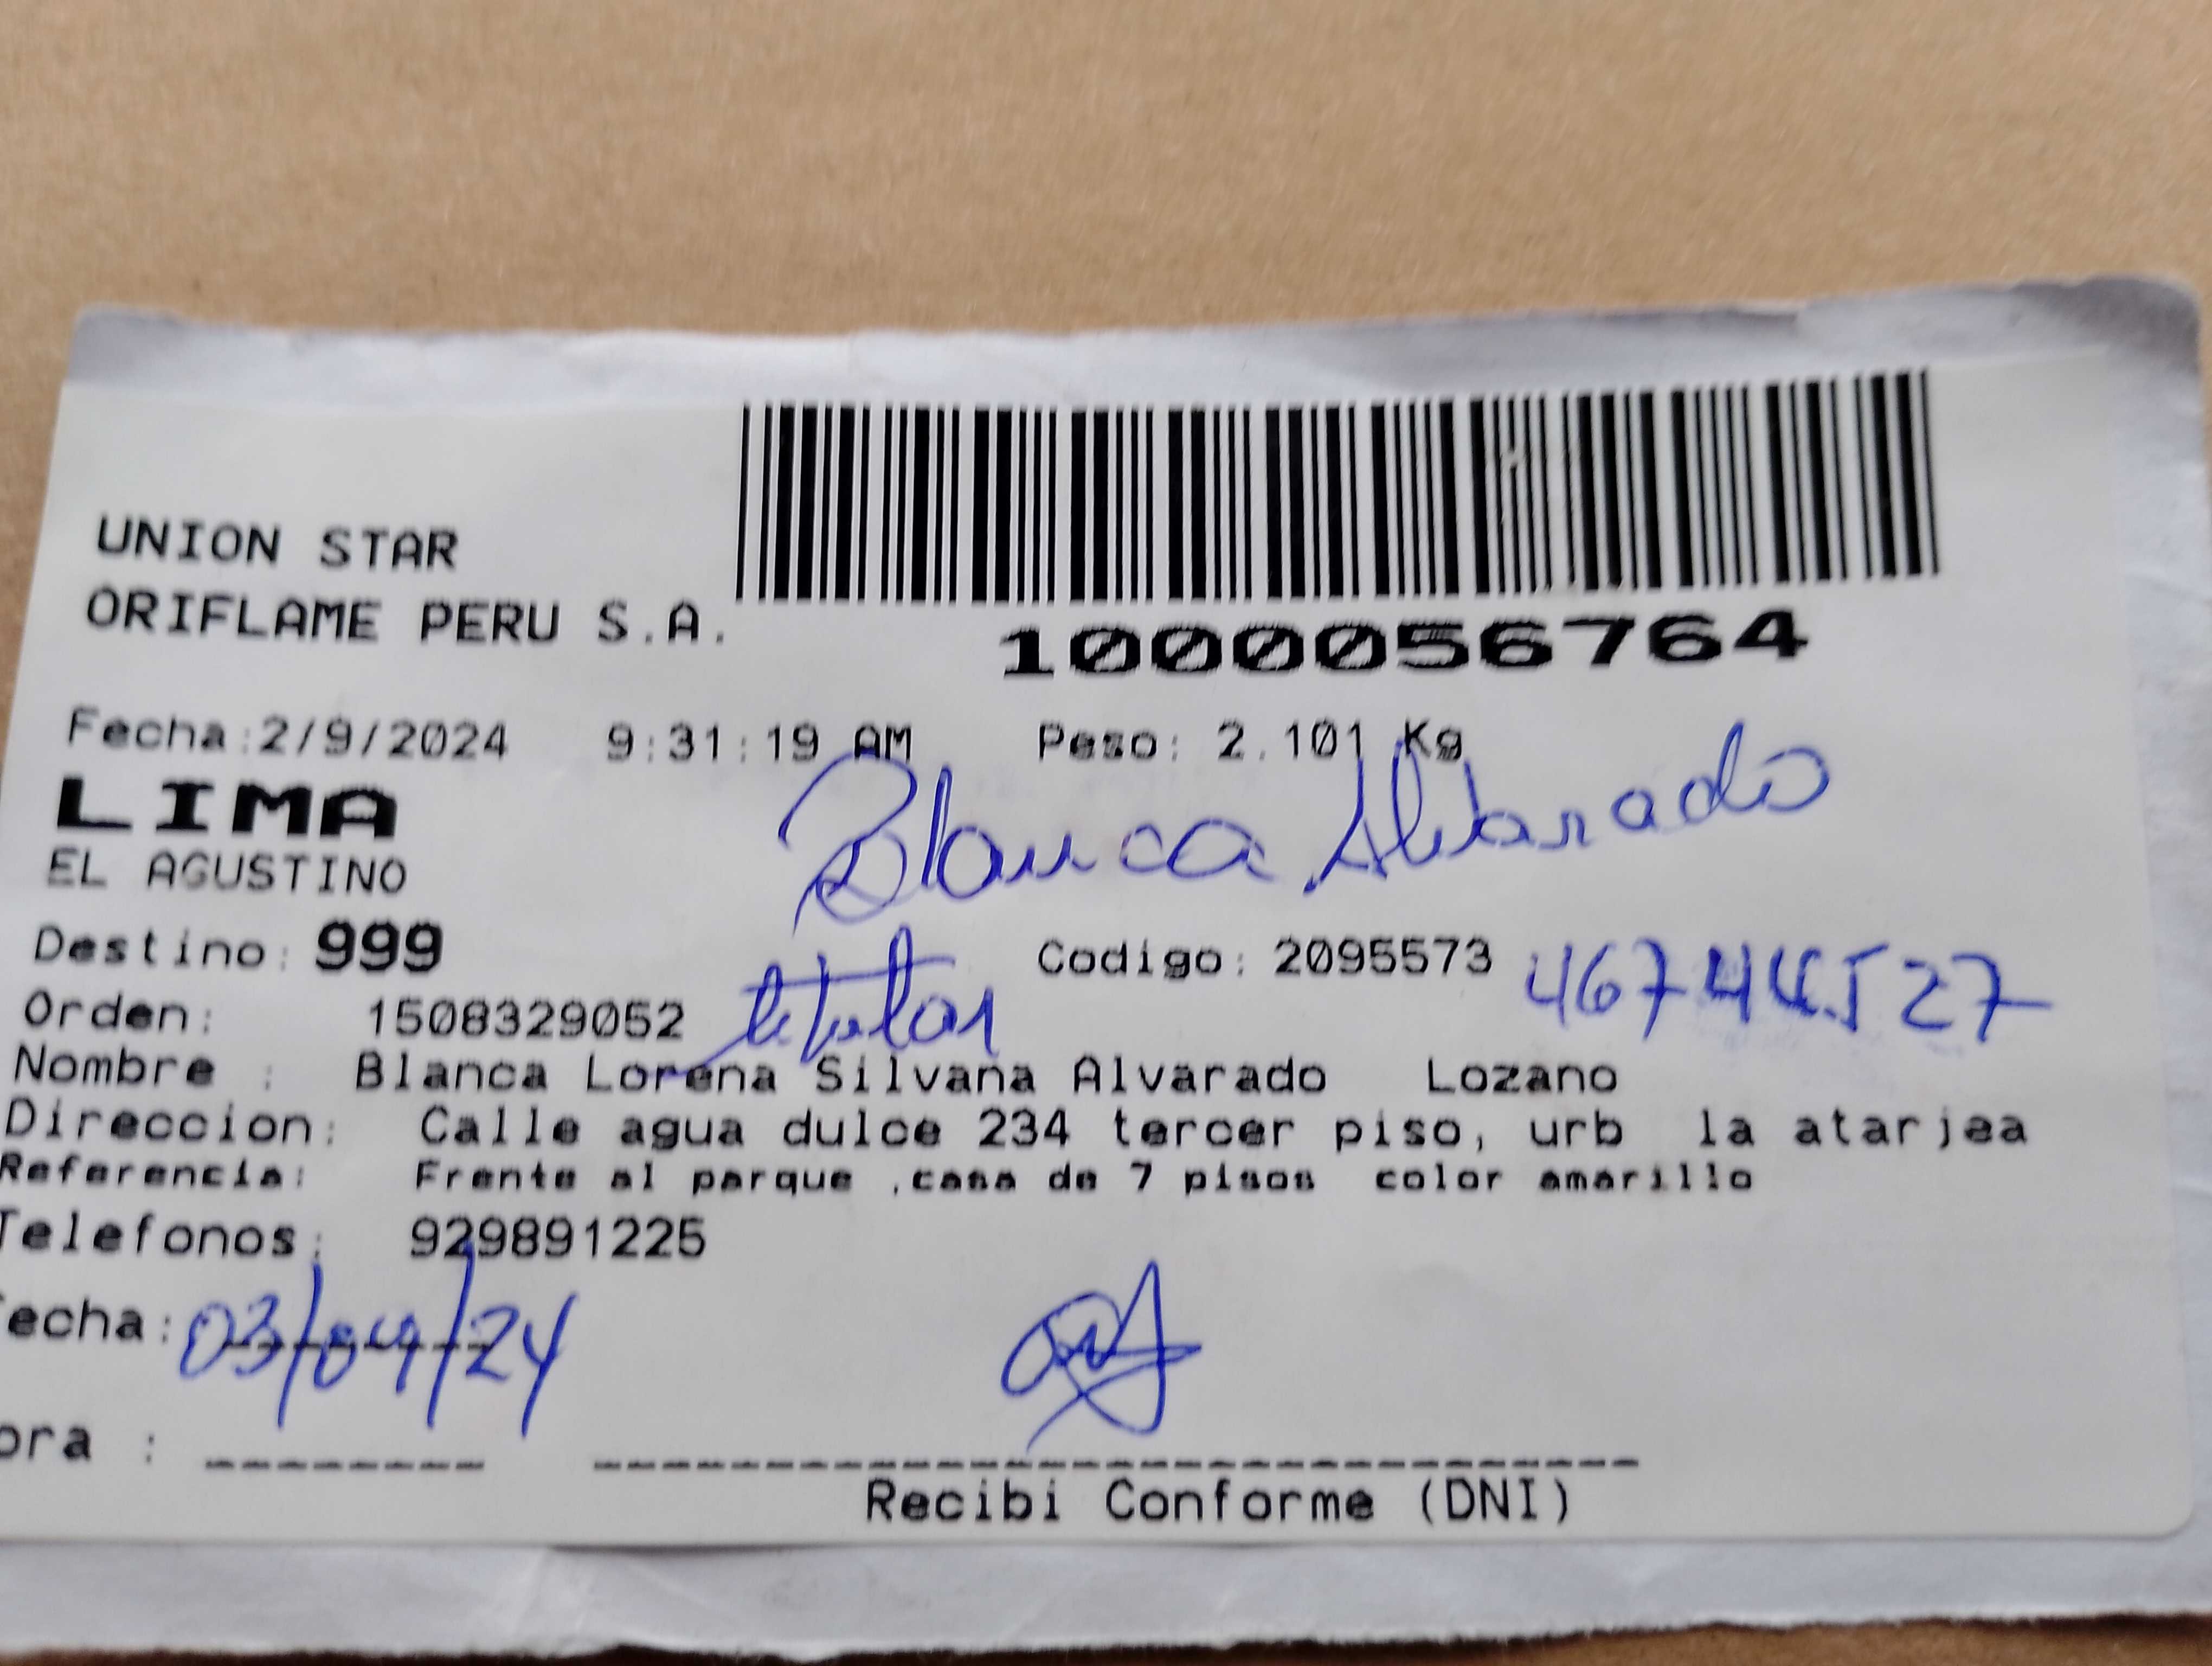 UNION STAR
ORIFLAME PERU S.A.
1000056764
Fecha:2/9/2024 9:31:19 AM Peso: 2.101 Kg
LIMA
Blanca Alvarado
EL AGUSTINO
Destino: 999 Codigo: 2095573
Orden: 1508329052 titular
Nombre : Blanca Lorena Silvana Alvarado Lozano
Direccion: Calle agua dulce 234 tercer piso, urb la atarjea
Referencia: Frente al parque ,casa de 7 pisos color amarillo
Telefonos: 929891225
echa: 03/04/24
ora :
Recibi Conforme (DNI)